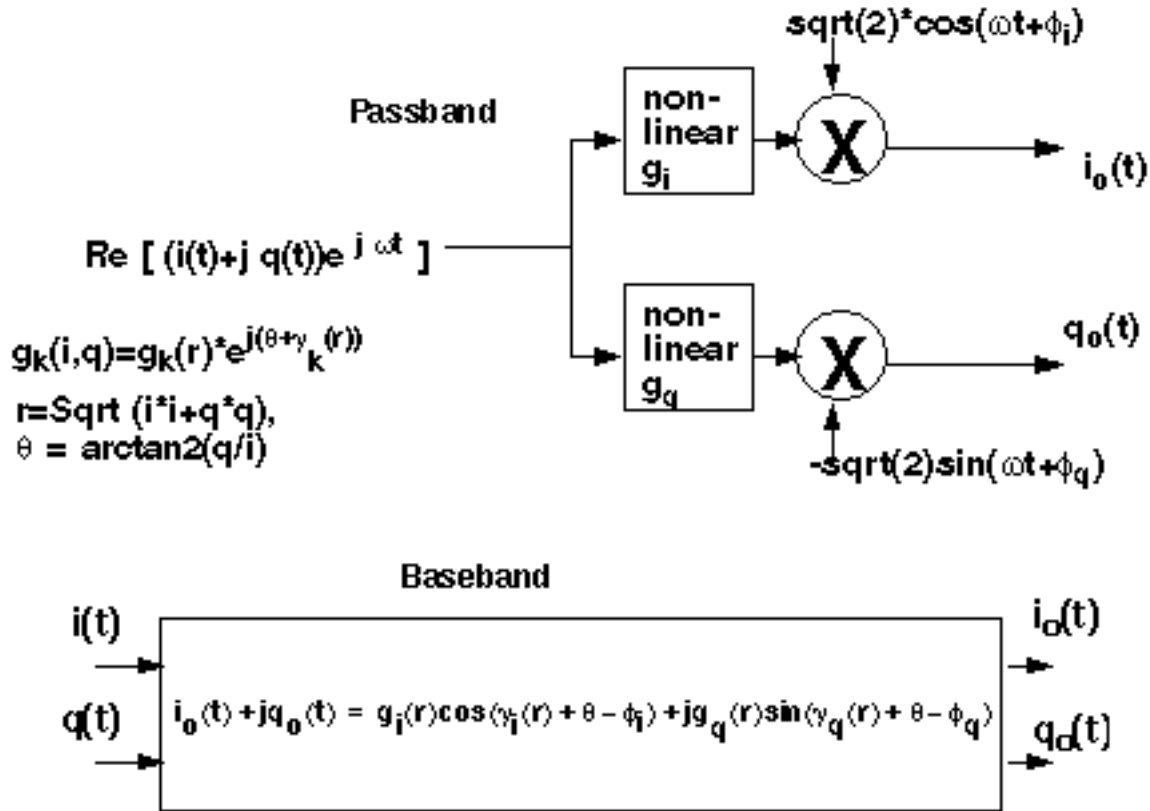 sqrt(2)*cos(ωt+ϕi)
Passband
non-
linear
gi
X
io(t)
Re [ (i(t)+j q(t))e j ωt ]
non-
linear
gq
X
qo(t)
gk(i,q)=gk(r)*e^j(θ+γk(r))
r=Sqrt (i*i+q*q),
θ = arctan2(q/i)
-sqrt(2)sin(ωt+ϕq)
Baseband
i(t)
io(t)
q(t)
io(t) +jqo(t) = gi(r)cos(γi(r) + θ-ϕi) +jgq(r)sin(γq(r) + θ-ϕq)
qo(t)